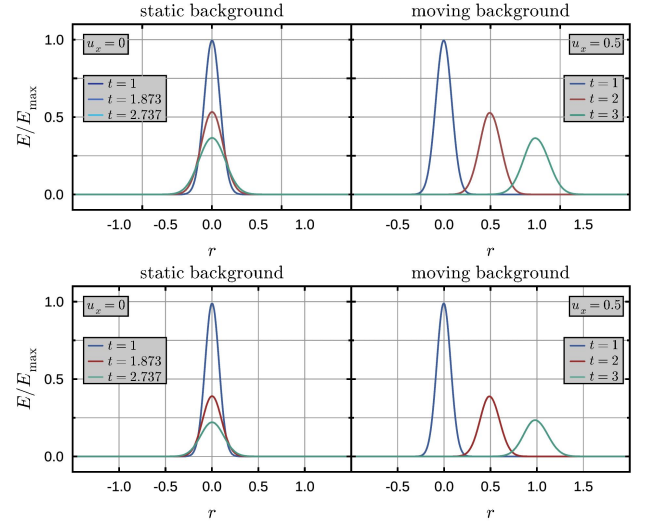 static background
moving background
1.0
0.5
0.0
E/E_max
u_x = 0
t = 1
t = 1.873
t = 2.737
u_x = 0.5
t = 1
t = 2
t = 3
-1.0 -0.5 0.0 0.5 1.0
-0.5 0.0 0.5 1.0 1.5
r
r
static background
moving background
1.0
0.5
0.0
E/E_max
u_x = 0
t = 1
t = 1.873
t = 2.737
u_x = 0.5
t = 1
t = 2
t = 3
-1.0 -0.5 0.0 0.5 1.0
-0.5 0.0 0.5 1.0 1.5
r
r